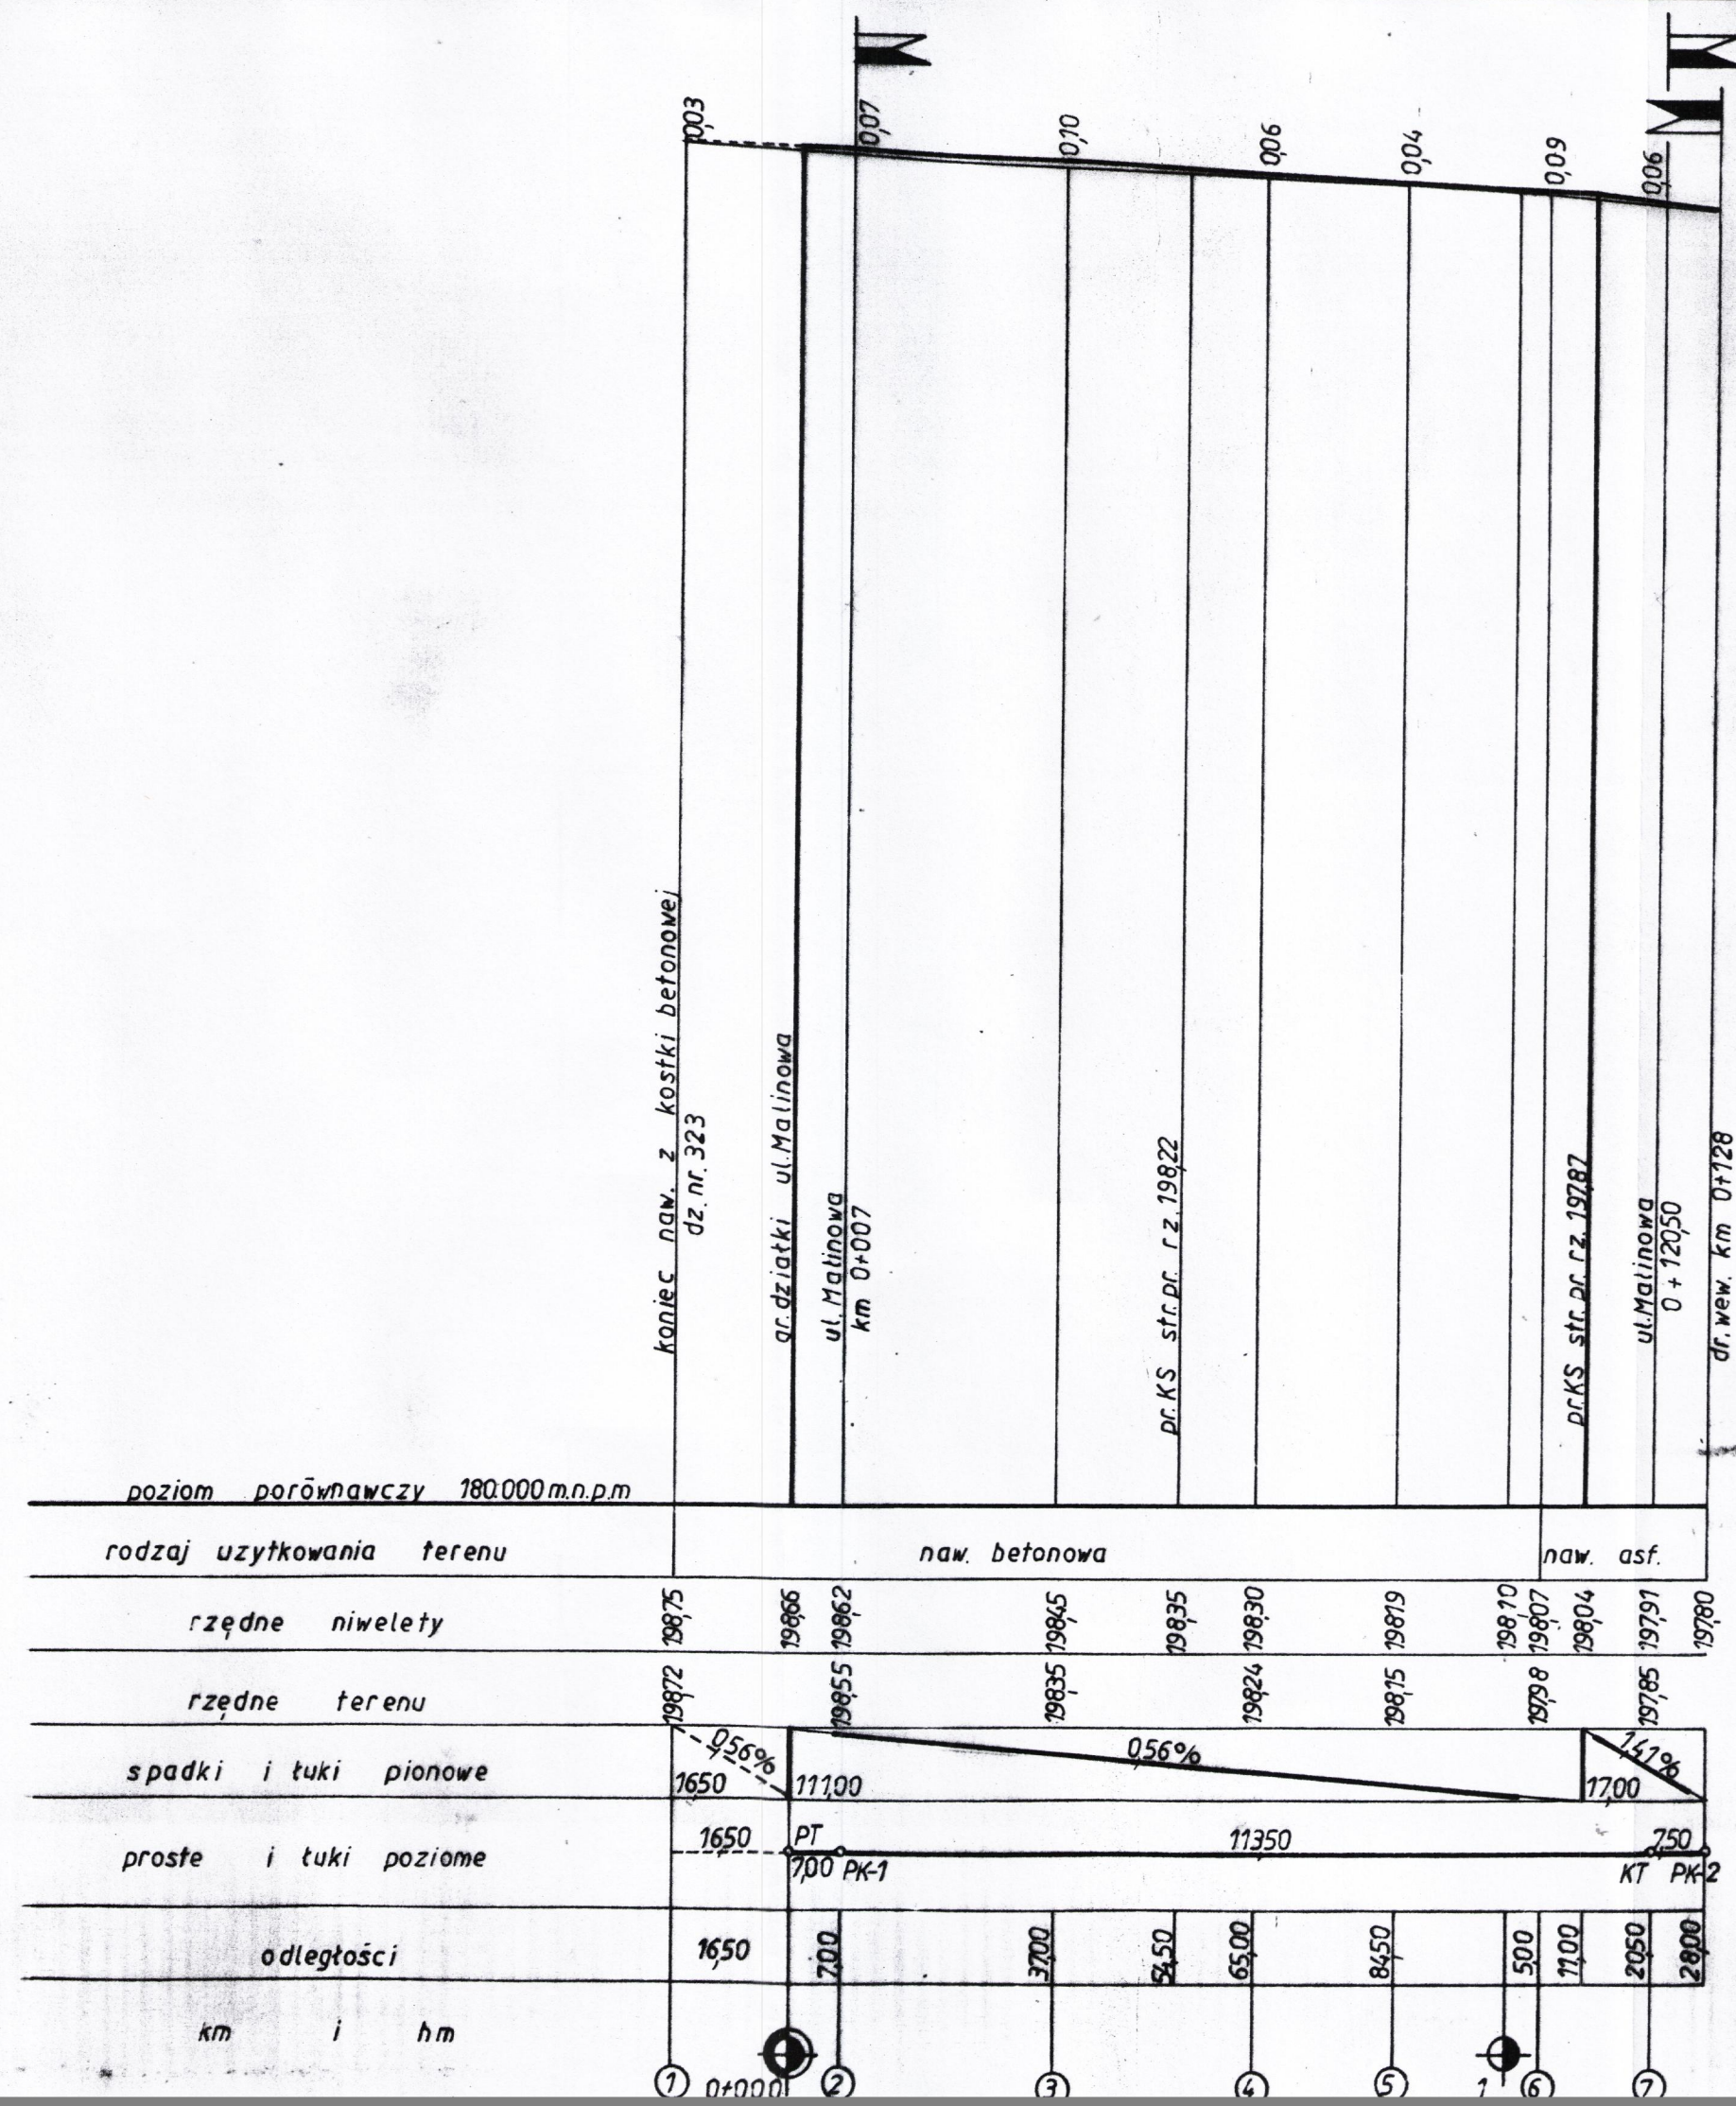 0,03
0,07
0,10
0,06
0,04
0,09
0,06
koniec naw. z kostki betonowej
dz. nr. 323
gr. działki ul. Malinowa
ul. Malinowa
km 0+007
pr. KS str. pr. rz. 198,22
pr. KS str. pr. rz. 197,87
ul. Malinowa
0 + 120,50
dr. wew. km 0+128
poziom porównawczy 180.000 m.n.p.m
rodzaj uzytkowania terenu naw. betonowa naw. asf.
rzędne niwelety 198,75 198,66 198,62 198,45 198,35 198,30 198,19 198,10 198,07 198,04 197,91 197,80
rzędne terenu 198,72 198,55 198,35 198,24 198,15 197,98 197,85
spadki i łuki pionowe 0,56% 16,50 111,00 0,56% 17,00 1,41%
proste i łuki poziome 16,50 PT 7,00 PK-1 113,50 KT 7,50 PK-2
odległości 16,50 7,00 37,00 54,50 65,00 84,50 5,00 11,00 20,50 28,00
km i hm
1 0+000 2 3 4 5 1 6 7